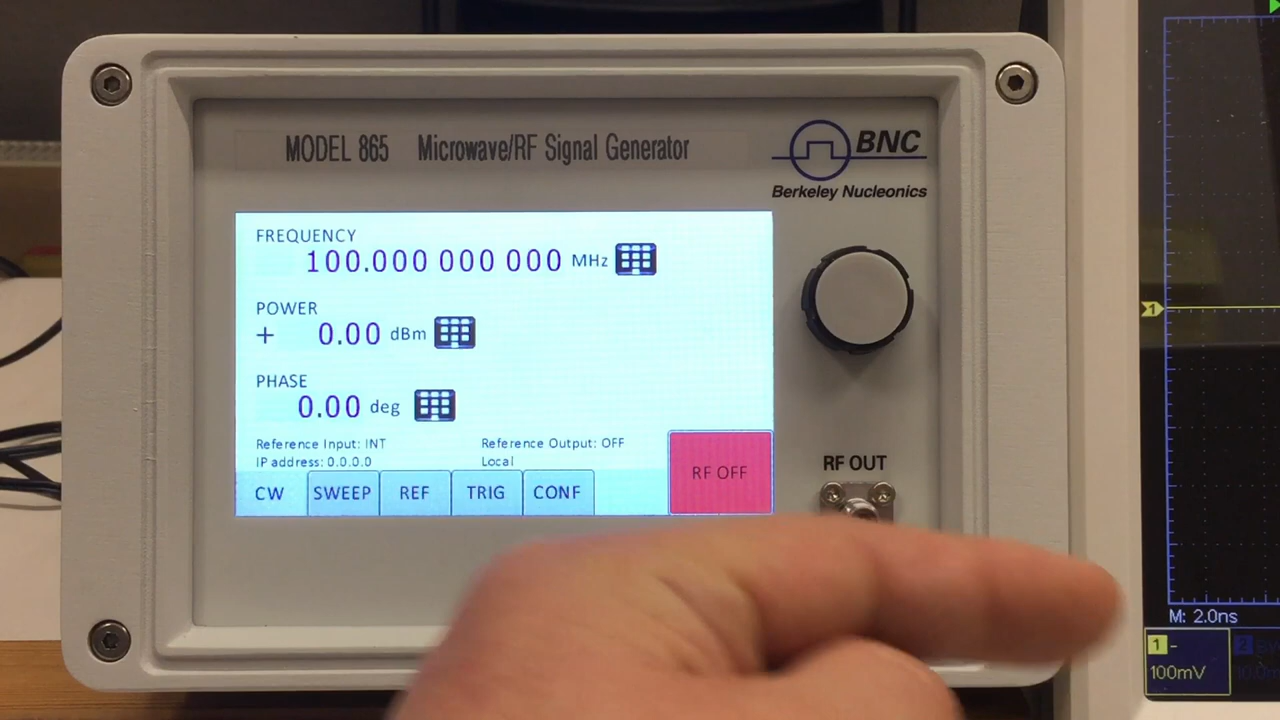 MODEL 865 Microwave/RF Signal Generator
BNC
Berkeley Nucleonics
FREQUENCY
100.000 000 000 MHz
POWER
+ 0.00 dBm
PHASE
0.00 deg
Reference Input: INT
Reference Output: OFF
IP address: 0.0.0.0
Local
CW SWEEP REF TRIG CONF
RF OFF
RF OUT
1
M: 2.0ns
1 -
100mV
2